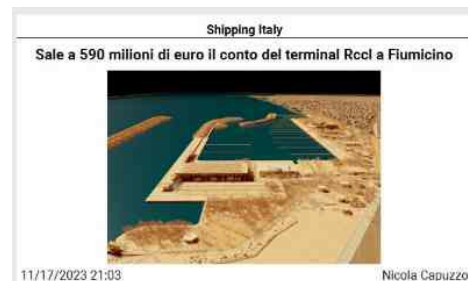 Shipping Italy
Sale a 590 milioni di euro il conto del terminal Rccl a Fiumicino
11/17/2023 21:03 Nicola Capuzzo